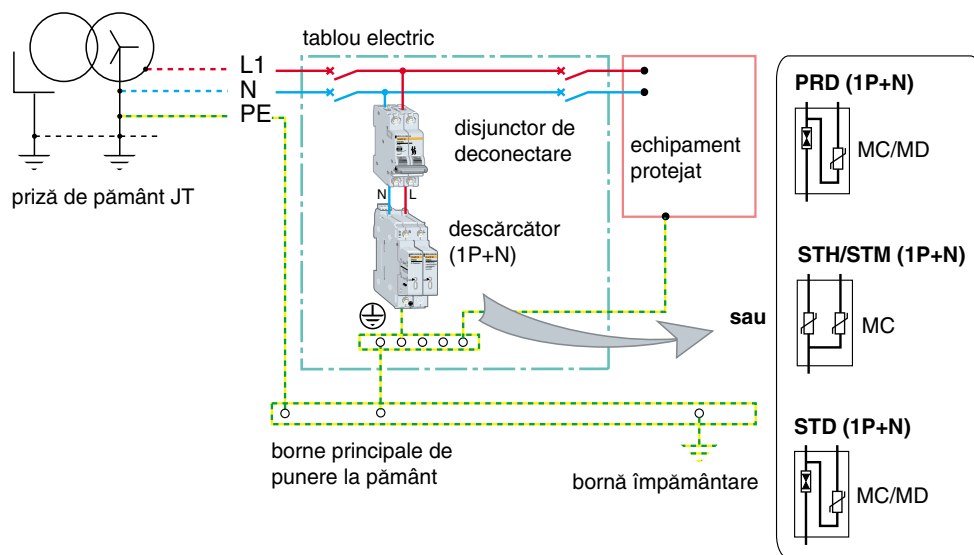 tablou electric
L1
N
PE
priză de pământ JT
disjunctor de
deconectare
N
L
descărcător
(1P+N)
echipament
protejat
sau
borne principale de
punere la pământ
bornă împământare
PRD (1P+N)
MC/MD
STH/STM (1P+N)
MC
STD (1P+N)
MC/MD